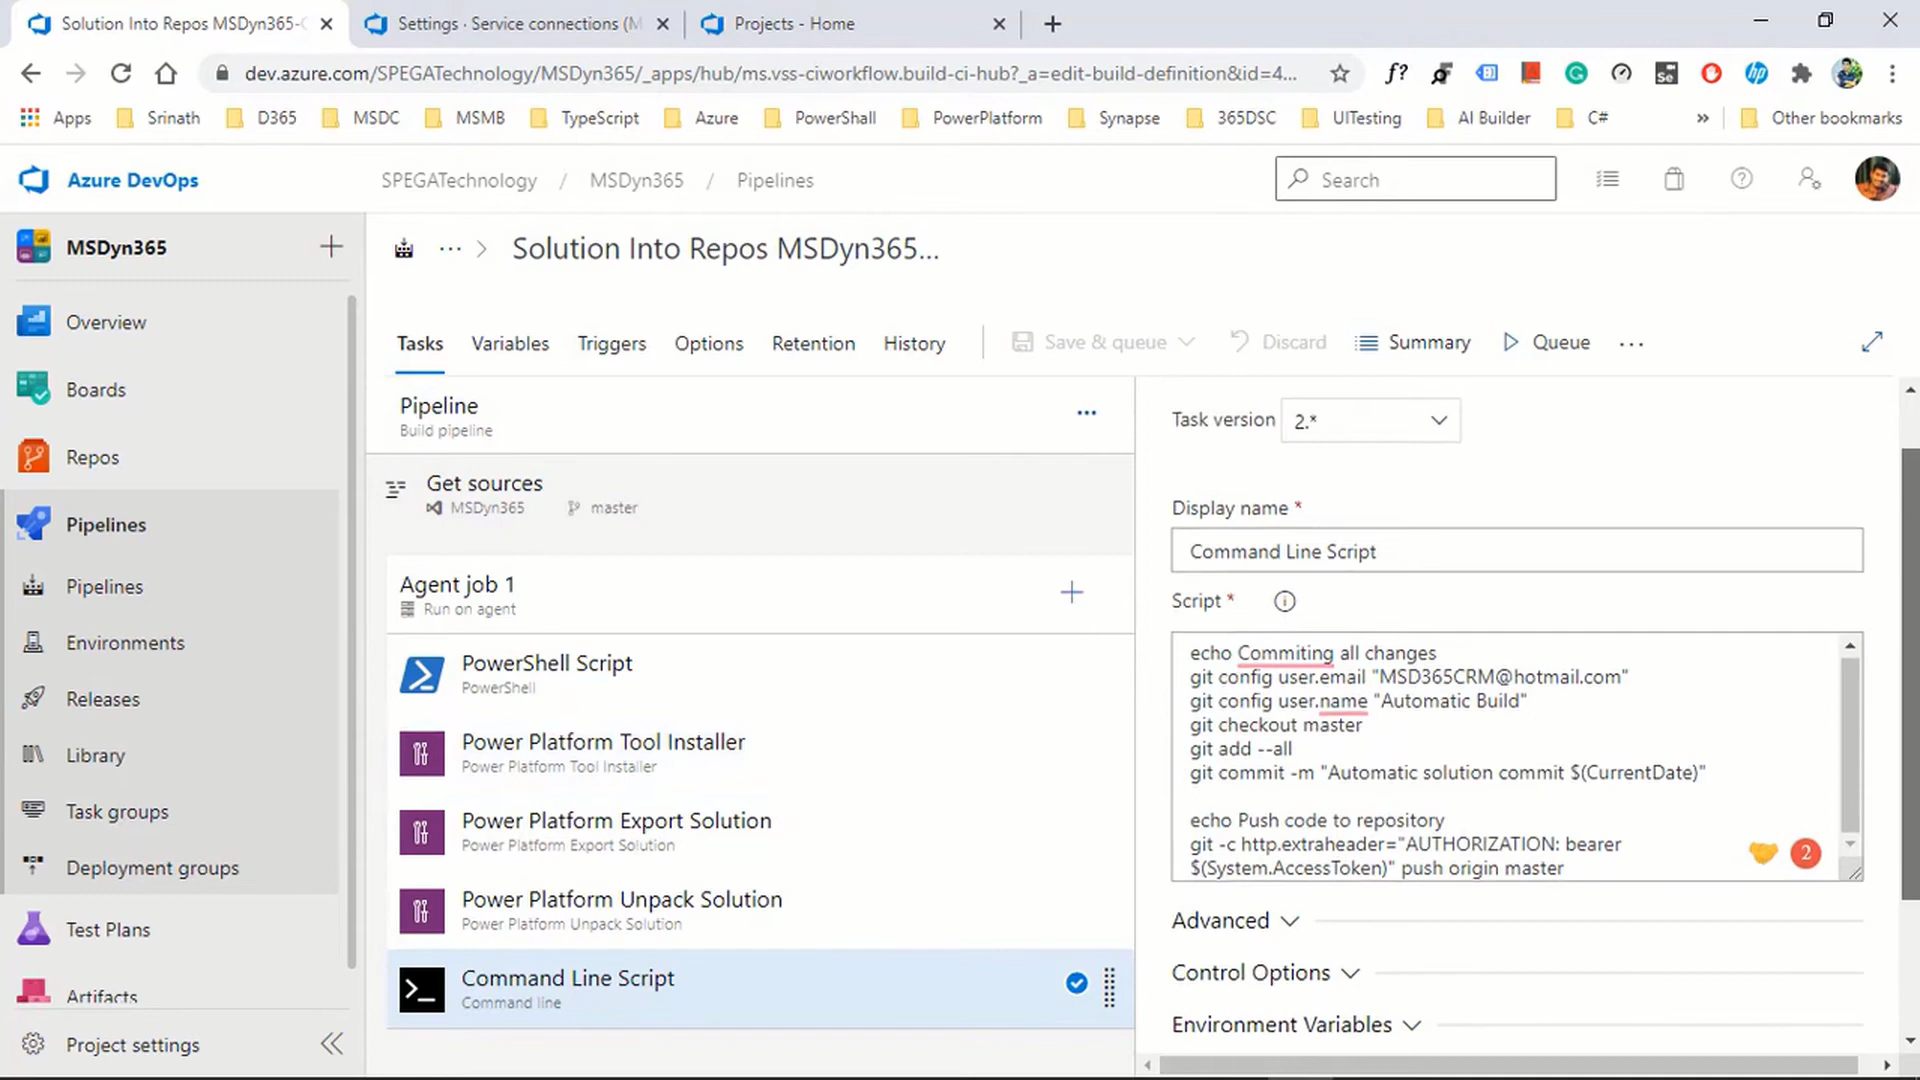 Solution Into Repos MSDyn365-
Settings · Service connections (M
Projects - Home
dev.azure.com/SPEGATechnology/MSDyn365/_apps/hub/ms.vss-ciworkflow.build-ci-hub?_a=edit-build-definition&id=4...
f?
Se
hp
Apps
Srinath
D365
MSDC
MSMB
TypeScript
Azure
PowerShall
PowerPlatform
Synapse
365DSC
UITesting
AI Builder
C#
»
Other bookmarks
Azure DevOps
SPEGATechnology / MSDyn365 / Pipelines
Search
MSDyn365
Overview
Boards
Repos
Pipelines
Pipelines
Environments
Releases
Library
Task groups
Deployment groups
Test Plans
Artifacts
Project settings
... > Solution Into Repos MSDyn365...
Tasks
Variables
Triggers
Options
Retention
History
Save & queue
Discard
Summary
Queue
...
Pipeline
Build pipeline
Get sources
MSDyn365 master
Agent job 1
Run on agent
PowerShell Script
PowerShell
Power Platform Tool Installer
Power Platform Tool Installer
Power Platform Export Solution
Power Platform Export Solution
Power Platform Unpack Solution
Power Platform Unpack Solution
Command Line Script
Command line
Task version 2.*
Display name *
Command Line Script
Script *
echo Commiting all changes
git config user.email "MSD365CRM@hotmail.com"
git config user.name "Automatic Build"
git checkout master
git add --all
git commit -m "Automatic solution commit $(CurrentDate)"
echo Push code to repository
git -c http.extraheader="AUTHORIZATION: bearer
$(System.AccessToken)" push origin master
2
Advanced
Control Options
Environment Variables